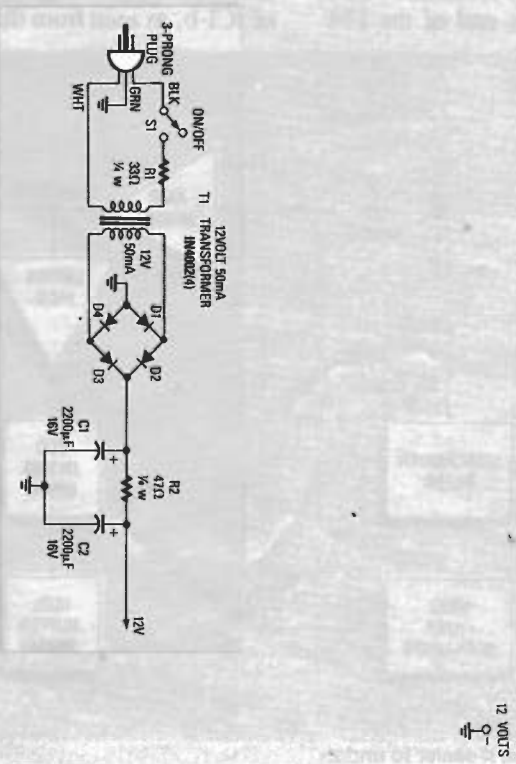 3-PRONG
PLUG
BLK
GRN
WHT
ON/OFF
S1
R1
33Ω
¼ W
T1
12VOLT 50mA
TRANSFORMER
IN4002(4)
12V
50mA
D1
D2
D3
D4
C1
2200µF
16V
R2
47Ω
¼ W
C2
2200µF
16V
12V
12 VOLTS